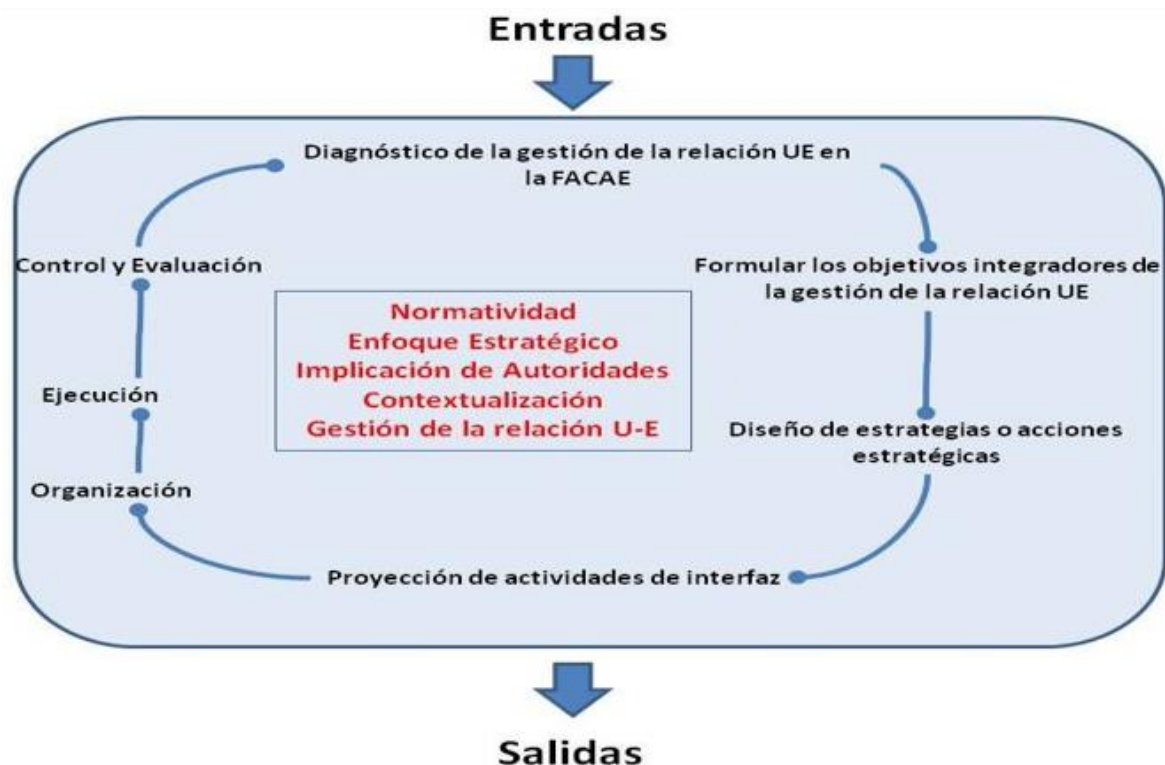 Entradas
Diagnóstico de la gestión de la relación UE en
la FACAE
Control y Evaluación
Formular los objetivos integradores de
la gestión de la relación UE
Normatividad
Enfoque Estratégico
Implicación de Autoridades
Contextualización
Gestión de la relación U-E
Ejecución
Diseño de estrategias o acciones
estratégicas
Organización
Proyección de actividades de interfaz
Salidas